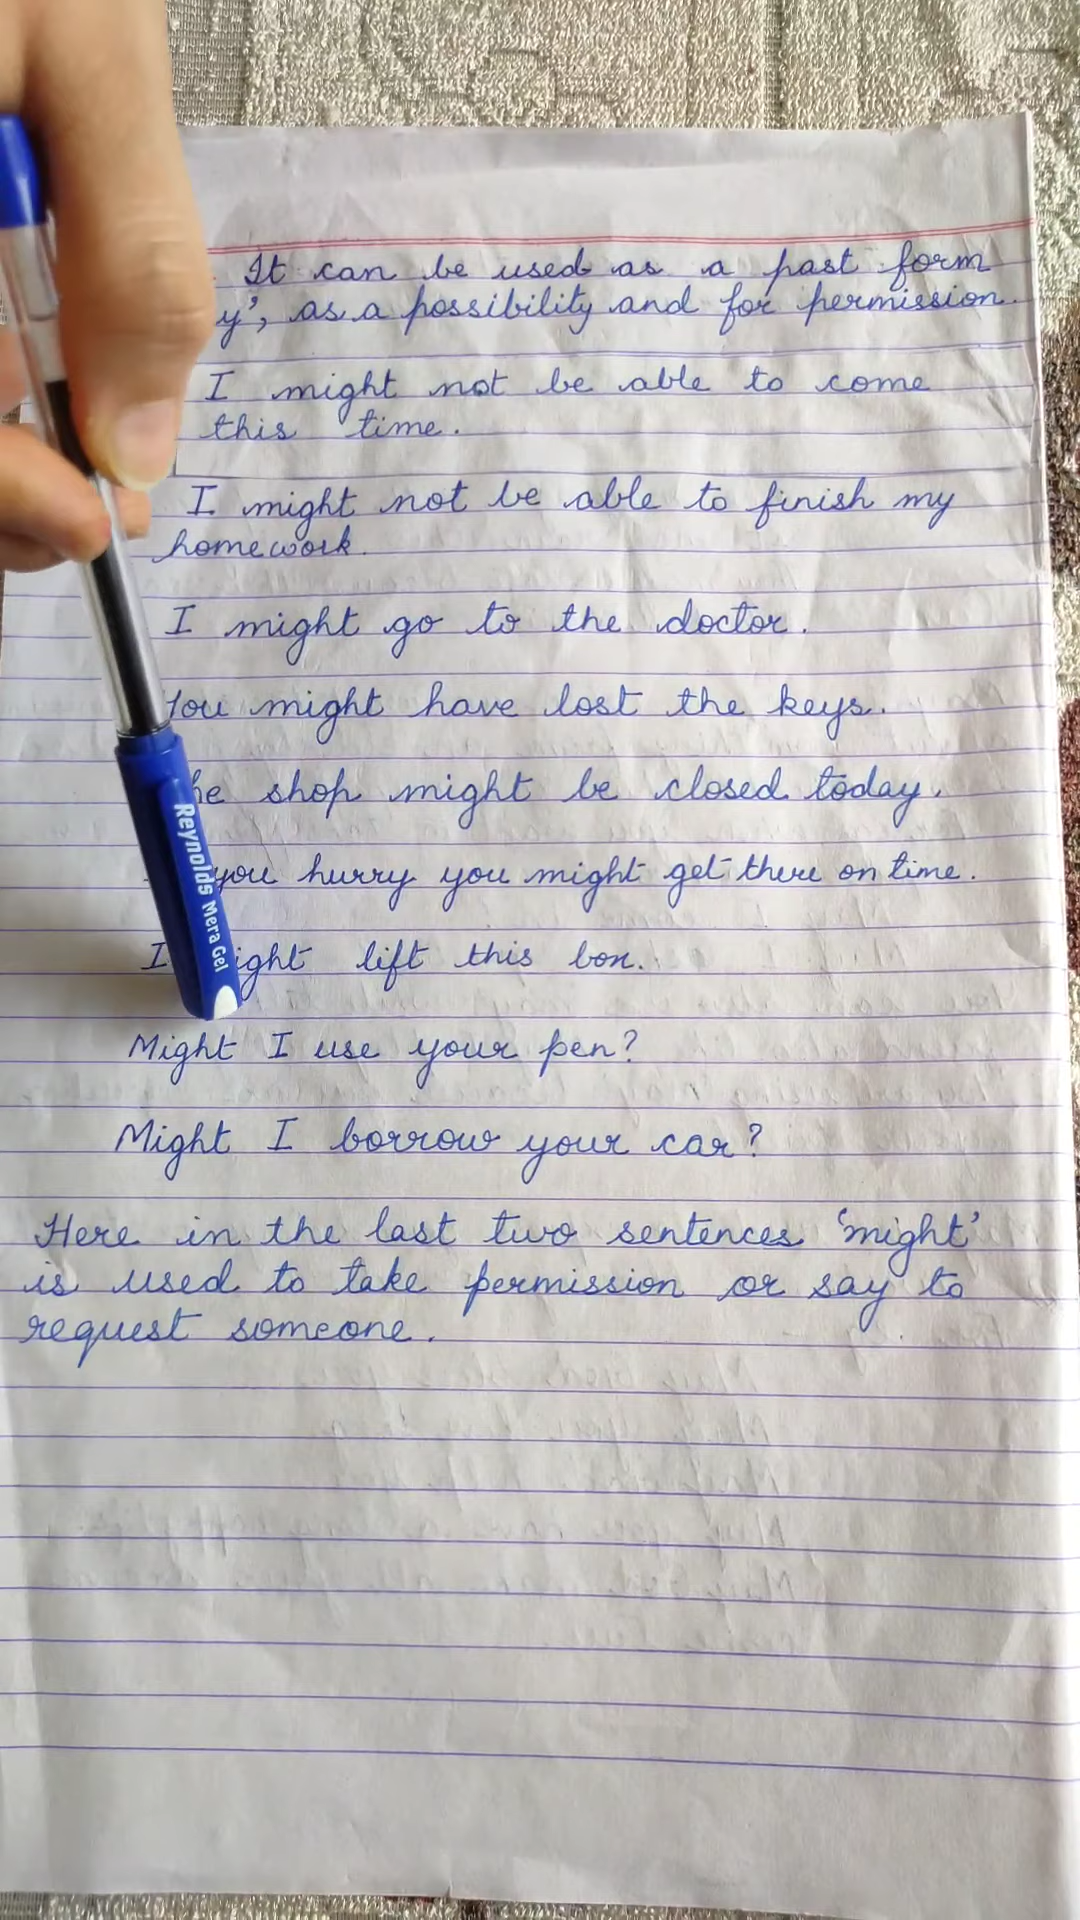 It can be used as a past form
y', as a possibility and for permission.
I might not be able to come
this time.
I might not be able to finish my
homework.
I might go to the doctor.
You might have lost the keys.
he shop might be closed today.
you hurry you might get there on time.
I ight lift this box.
Might I use your pen?
Might I borrow your car?
Here in the last two sentences 'might'
is used to take permission or say to
request someone.
Reynolds Mera Gel